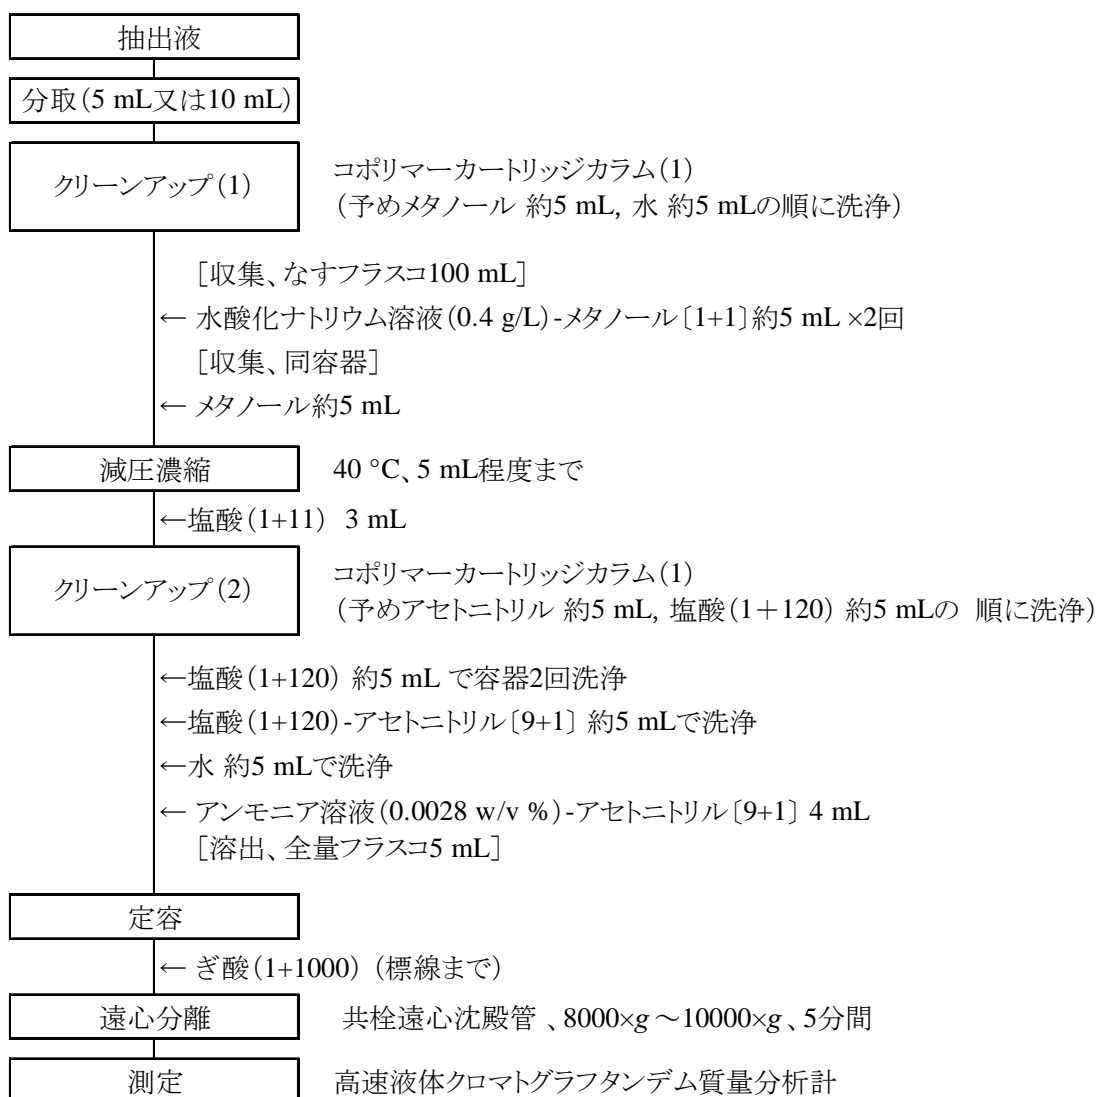 抽出液
分取(5 mL又は10 mL)
クリーンアップ(1)
コポリマーカートリッジカラム(1)
(予めメタノール 約5 mL, 水 約5 mLの順に洗浄)
[収集、なすフラスコ100 mL]
← 水酸化ナトリウム溶液(0.4 g/L)-メタノール〔1+1〕約5 mL ×2回
[収集、同容器]
← メタノール約5 mL
減圧濃縮 40 °C、5 mL程度まで
←塩酸(1+11) 3 mL
クリーンアップ(2)
コポリマーカートリッジカラム(1)
(予めアセトニトリル 約5 mL, 塩酸(1+120) 約5 mLの 順に洗浄)
←塩酸(1+120) 約5 mL で容器2回洗浄
←塩酸(1+120)-アセトニトリル〔9+1〕 約5 mLで洗浄
←水 約5 mLで洗浄
← アンモニア溶液(0.0028 w/v %)-アセトニトリル〔9+1〕 4 mL
[溶出、全量フラスコ5 mL]
定容
← ぎ酸(1+1000) (標線まで)
遠心分離 共栓遠心沈殿管 、8000×g～10000×g、5分間
測定 高速液体クロマトグラフタンデム質量分析計